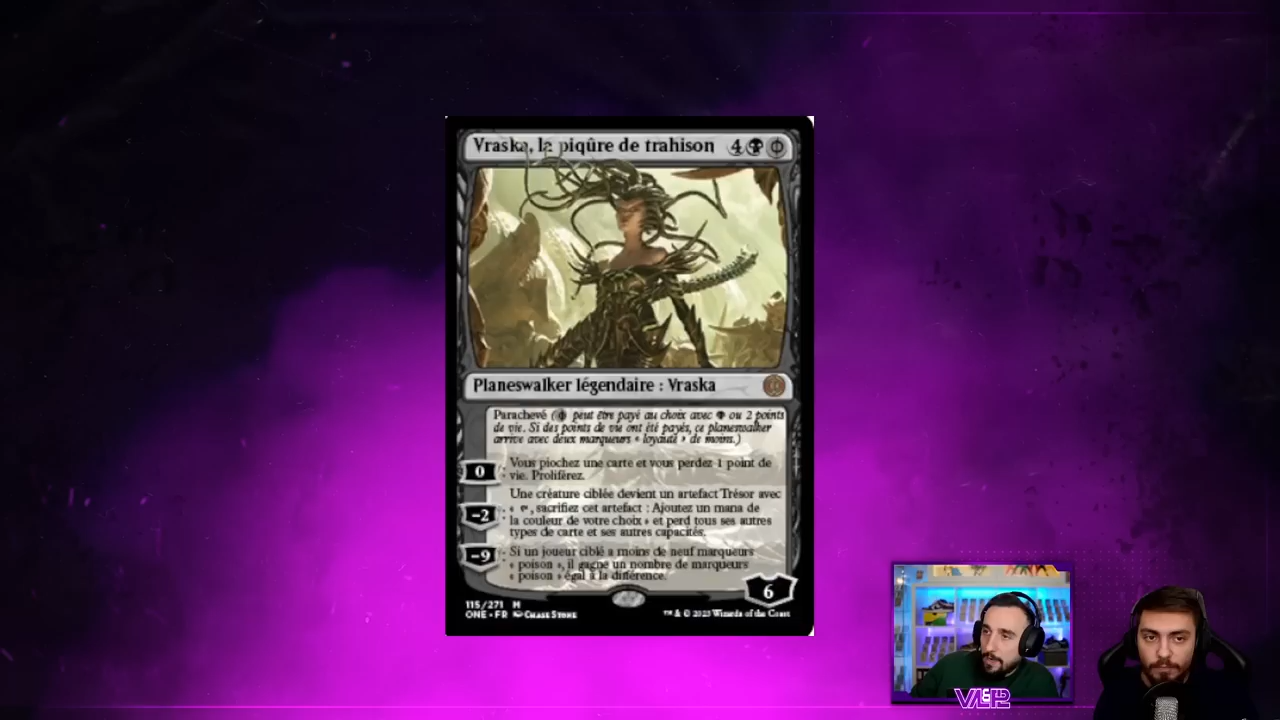 Vraska, la piqûre de trahison 4
Planeswalker légendaire : Vraska
Parachevé ( peut être payé au choix avec ou 2 points
de vie. Si des points de vie ont été payés, ce planeswalker
arrive avec deux marqueurs « loyauté » de moins.)
0 : Vous piochez une carte et vous perdez 1 point de
vie. Proliférez.
Une créature ciblée devient un artefact Trésor avec
-2 : « , sacrifiez cet artefact : Ajoutez un mana de
la couleur de votre choix » et perd tous ses autres
types de carte et ses autres capacités.
-9 : Si un joueur ciblé a moins de neuf marqueurs
« poison », il gagne un nombre de marqueurs
« poison » égal à la différence.
6
115/271 M
ONE • FR Chase Stone
™ & © 2023 Wizards of the Coast